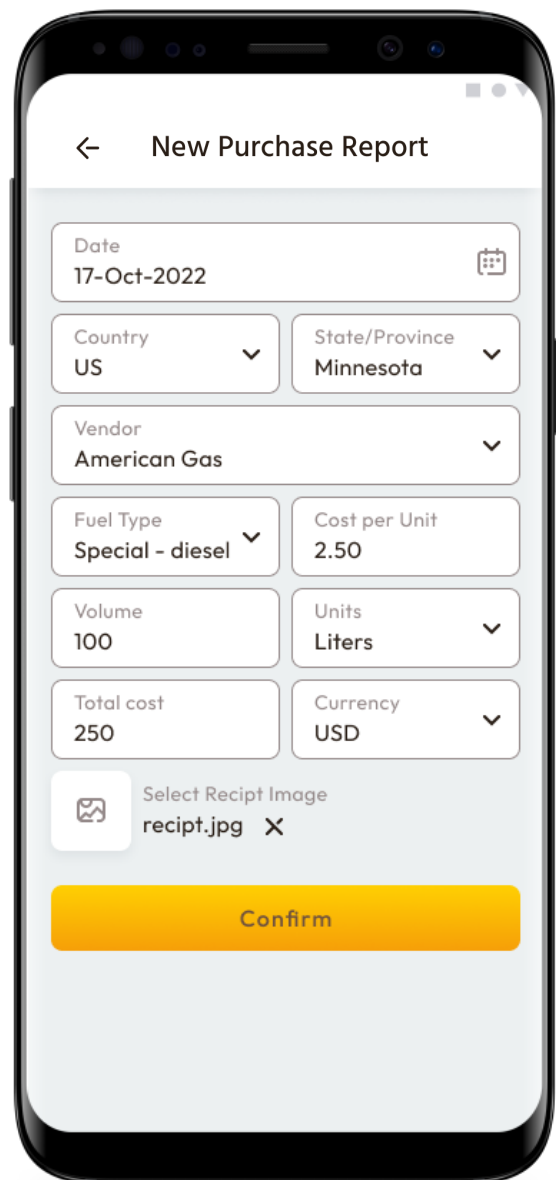 New Purchase Report
Date
17-Oct-2022
Country
US
State/Province
Minnesota
Vendor
American Gas
Fuel Type
Special - diesel
Cost per Unit
2.50
Volume
100
Units
Liters
Total cost
250
Currency
USD
Select Recipt Image
recipt.jpg
Confirm